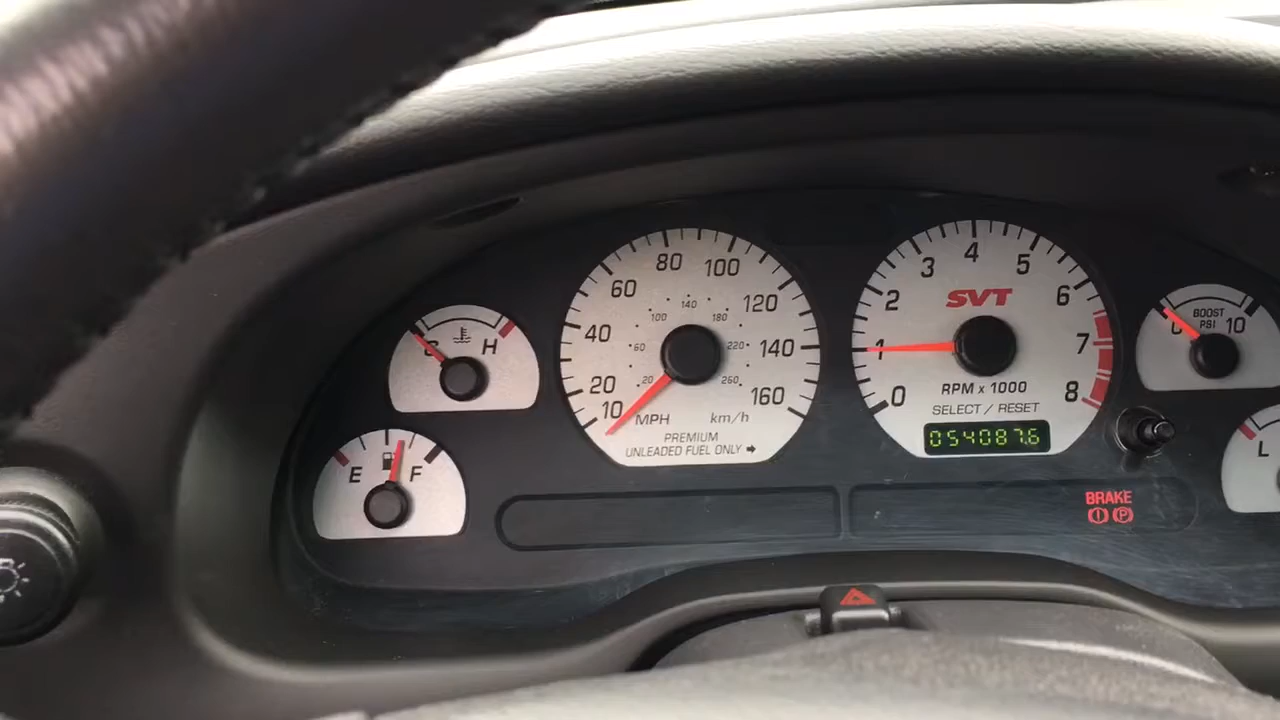 80 100
60 120
40 140
20 160
10
140
100 180
60 220
20 260
MPH km/h
PREMIUM
UNLEADED FUEL ONLY
4
3 5
2 6
SVT
1 7
0 8
RPM x 1000
SELECT / RESET
054087.6
C H
E F
BOOST
PSI
0 10
L
BRAKE
P